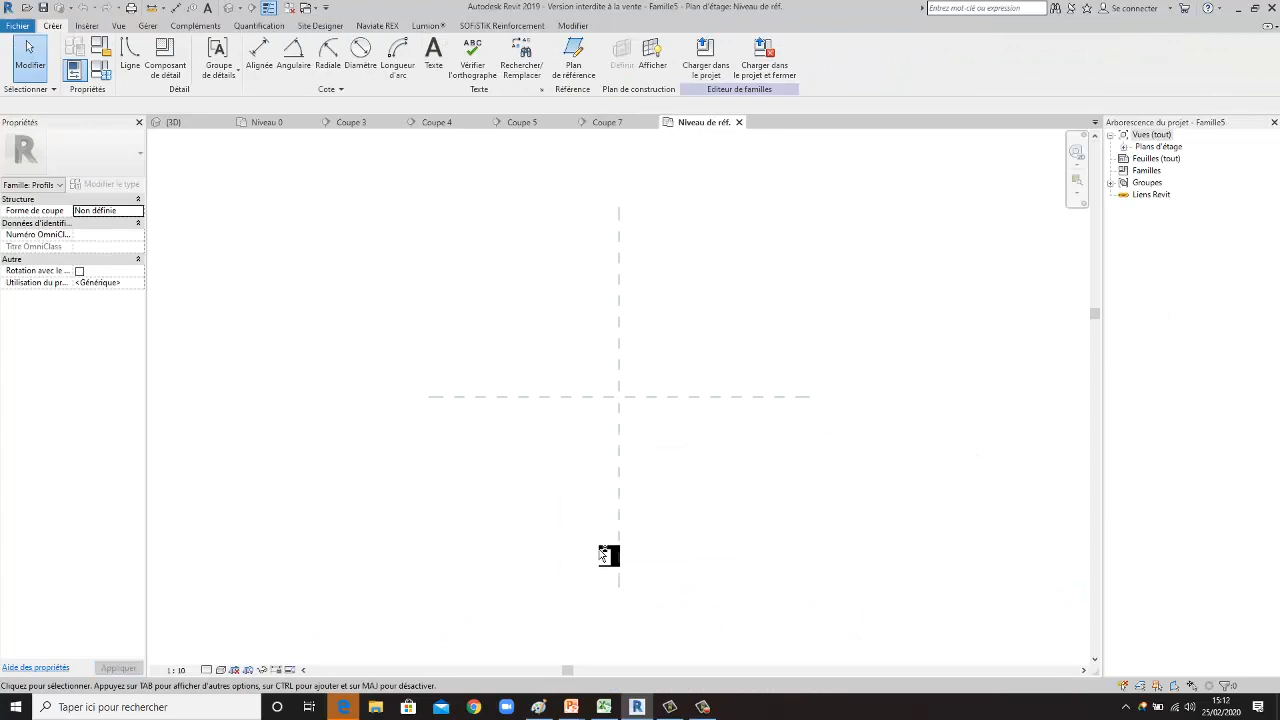 Autodesk Revit 2019 - Version interdite à la vente - Famille5 - Plan d'étage: Niveau de réf.
Entrez mot-clé ou expression
Se connecter
Fichier Créer Insérer Vue Gérer Compléments Quantification Site Designer Naviate REX Lumion® SOFiSTiK Reinforcement Modifier
Modifier
Ligne
Composant de détail
Groupe de détails
Alignée
Angulaire
Radiale
Diamètre
Longueur d'arc
Texte
Vérifier l'orthographe
Rechercher/ Remplacer
Plan de référence
Définir
Afficher
Charger dans le projet
Charger dans le projet et fermer
Sélectionner Propriétés Détail Cote Texte Référence Plan de construction Editeur de familles
Propriétés
{3D} Niveau 0 Coupe 3 Coupe 4 Coupe 5 Coupe 7 Niveau de réf.
Arborescence du projet - Famille5
Famille: Profils
Modifier le type
Structure
Forme de coupe Non définie
Données d'identifi...
Numéro OmniCl...
Titre OmniClass
Autre
Rotation avec le ...
Utilisation du pr... <Générique>
Vues (tout)
Plans d'étage
Feuilles (tout)
Familles
Groupes
Liens Revit
Aide des propriétés
Appliquer
1 : 10
Cliquez pour sélectionner. Appuyez sur TAB pour afficher d'autres options, sur CTRL pour ajouter et sur MAJ pour désactiver.
:0
Taper ici pour rechercher
15:12
25/02/2020